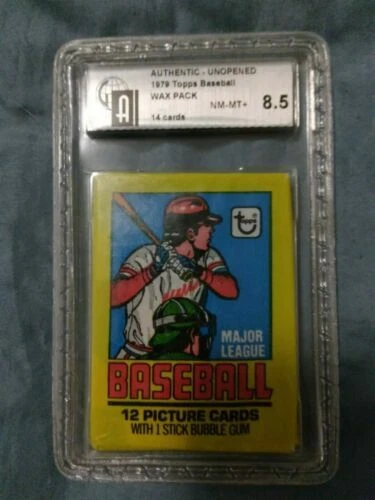 AUTHENTIC - UNOPENED
1979 Topps Baseball
WAX PACK
NM-MT+ 8.5
14 cards
A
Topps
MAJOR
LEAGUE
BASEBALL
12 PICTURE CARDS
WITH 1 STICK BUBBLE GUM